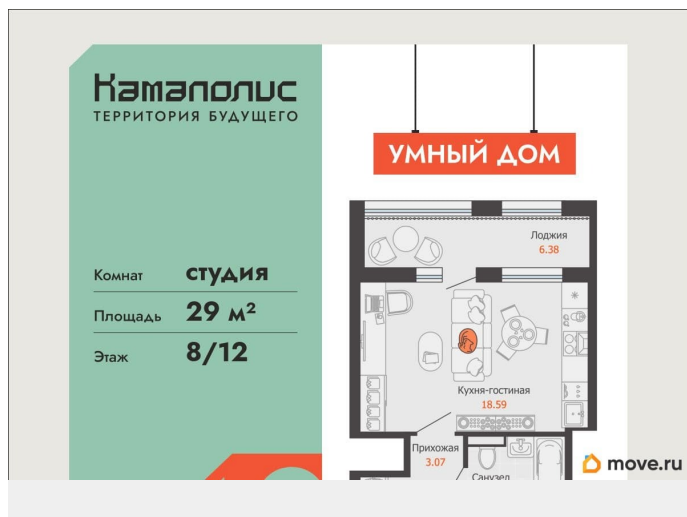 Камаполис
ТЕРРИТОРИЯ БУДУЩЕГО
Комнат студия
Площадь 29 м²
Этаж 8/12
УМНЫЙ ДОМ
Лоджия
6.38
Кухня-гостиная
18.59
Прихожая
3.07
Санузел
move.ru